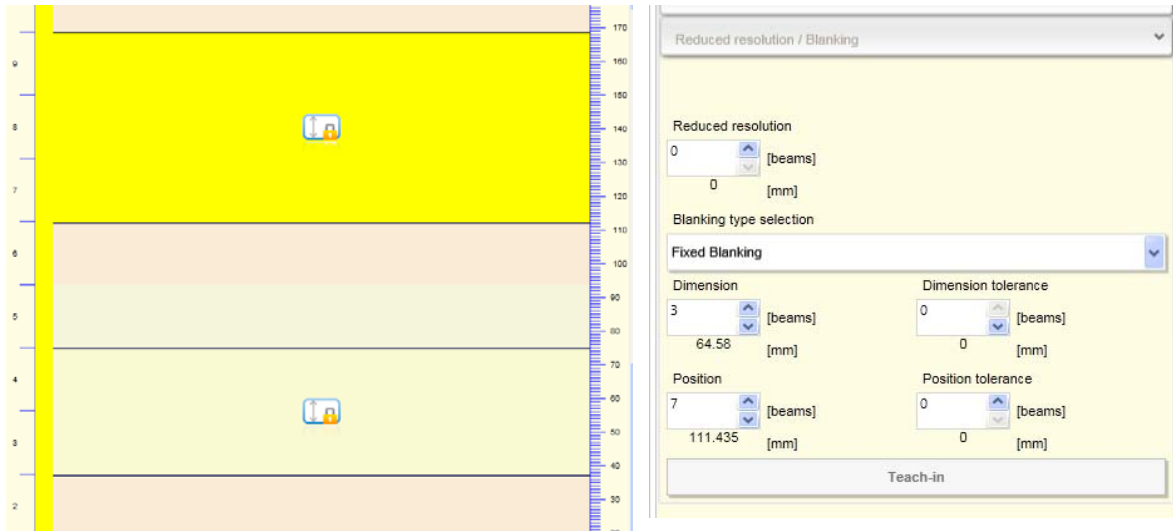 9
8
7
6
5
4
3
2
170
160
150
140
130
120
110
100
90
80
70
60
50
40
30
Reduced resolution / Blanking
Reduced resolution
0 [beams]
0 [mm]
Blanking type selection
Fixed Blanking
Dimension Dimension tolerance
3 [beams] 0 [beams]
64.58 [mm] 0 [mm]
Position Position tolerance
7 [beams] 0 [beams]
111.435 [mm] 0 [mm]
Teach-in